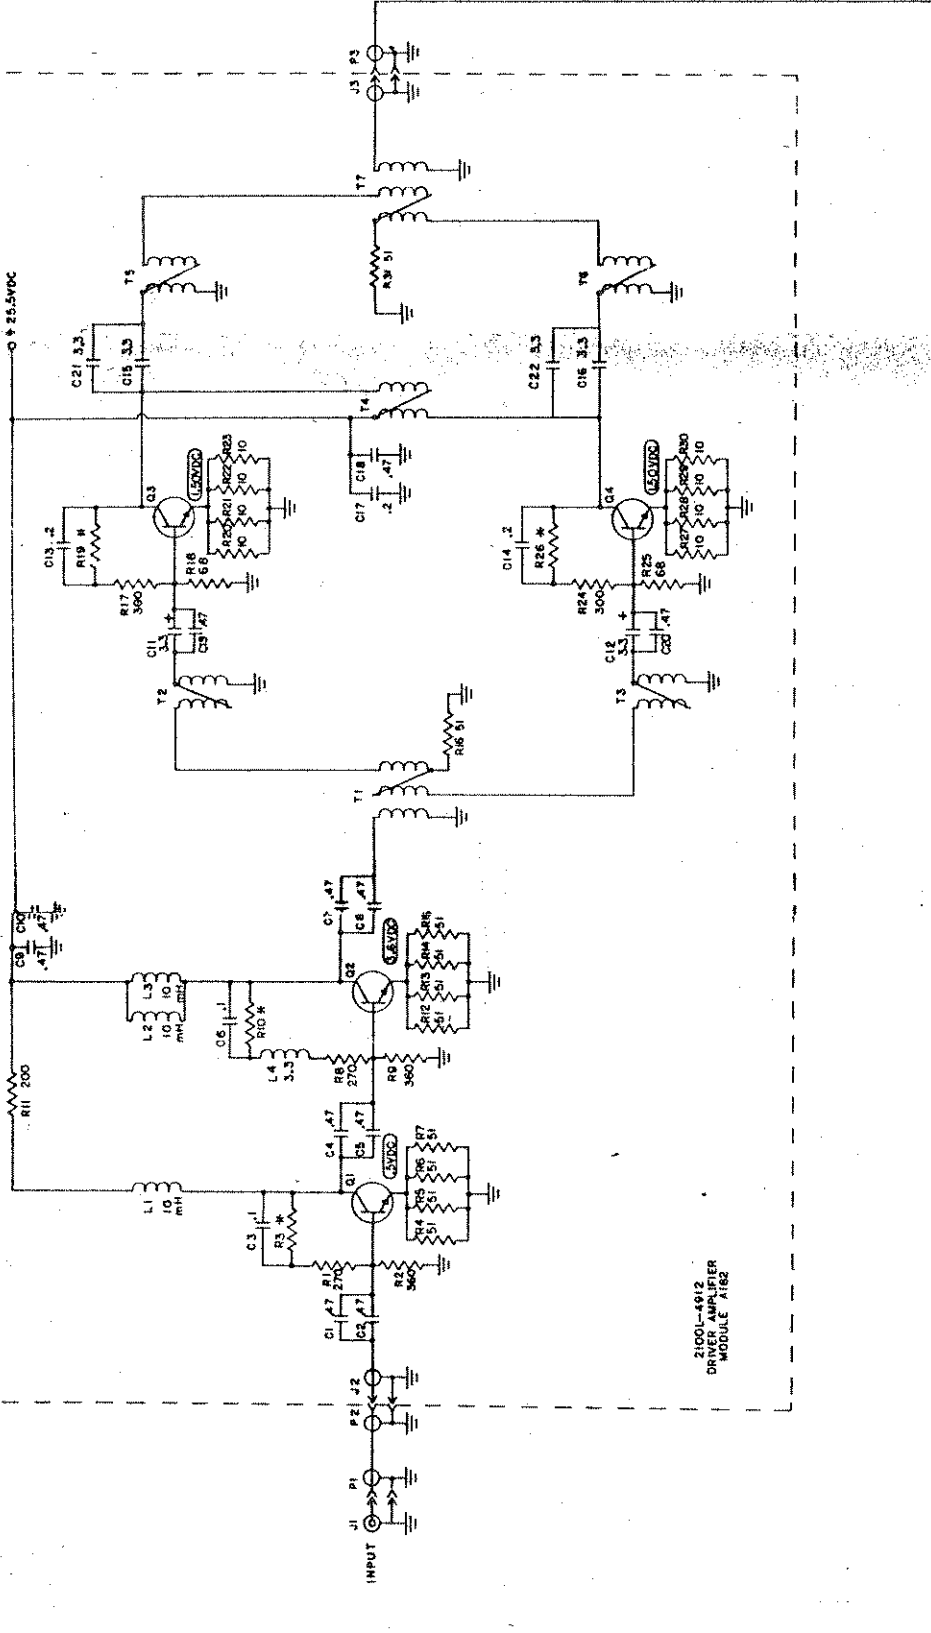 INPUT
J1
P1
P2
J2
C1 .47
C2 .47
R1
270
R2
360
C3 .1
R3 *
L1
10
mH
Q1
.5VDC
R4
51
R5
51
R6
51
R7
51
C4 .47
C5 .47
R11 200
R8
270
R9
360
L4
3.3
C6 .1
R10 *
L2
10
mH
L3
10
mH
Q2
3.6VDC
R12
51
R13
51
R14
51
R15
51
C9
.47
C10
.47
C7 .47
C8 .47
T1
R16 51
T2
T3
C11
3.3
C19 .47
C12
3.3
C20 .47
R17
390
R18
68
C13 .2
R19 *
Q3
1.50VDC
R20
10
R21
10
R22
10
R23
10
R24
300
R25
68
C14 .2
R26 *
Q4
1.50VDC
R27
10
R28
10
R29
10
R30
10
C17
.2
C18
.47
T4
C21 3.3
C15 3.3
C22 3.3
C16 3.3
+ 25.5VDC
T5
T6
R31 51
T7
J3
P3
2100L-4912
DRIVER AMPLIFIER
MODULE A1B2